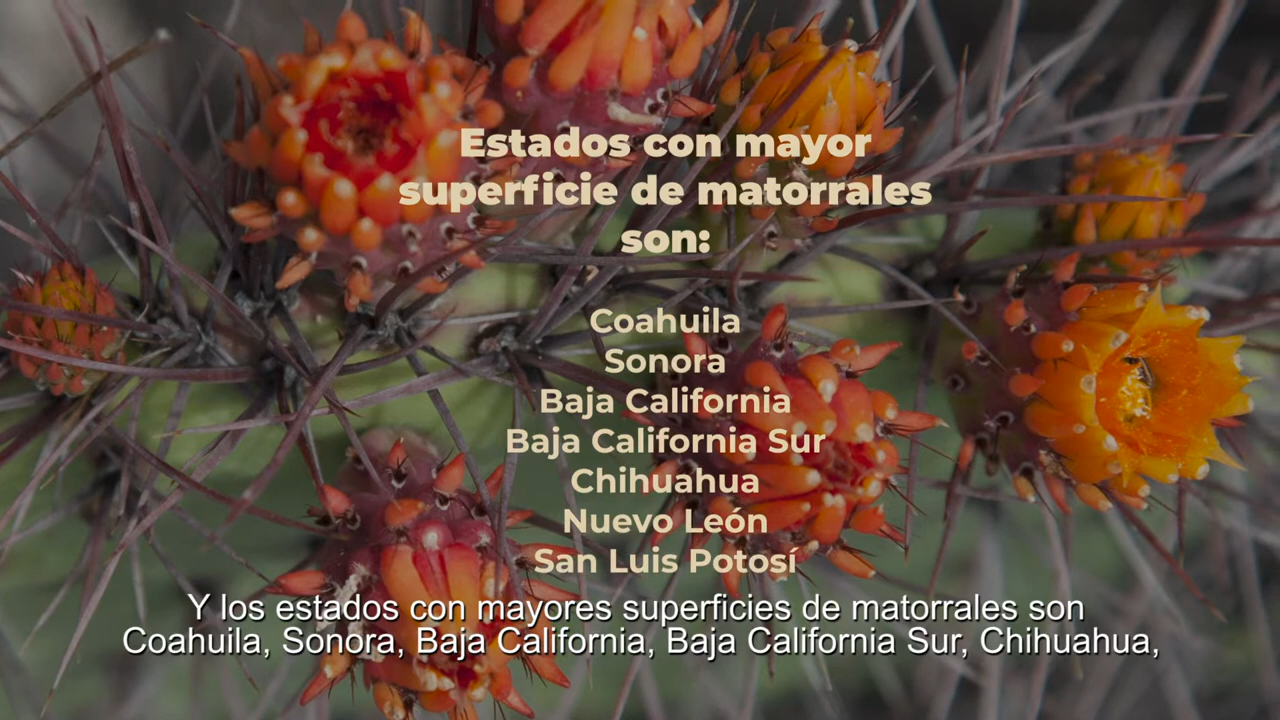 Estados con mayor
superficie de matorrales
son:
Coahuila
Sonora
Baja California
Baja California Sur
Chihuahua
Nuevo León
San Luis Potosí
Y los estados con mayores superficies de matorrales son
Coahuila, Sonora, Baja California, Baja California Sur, Chihuahua,